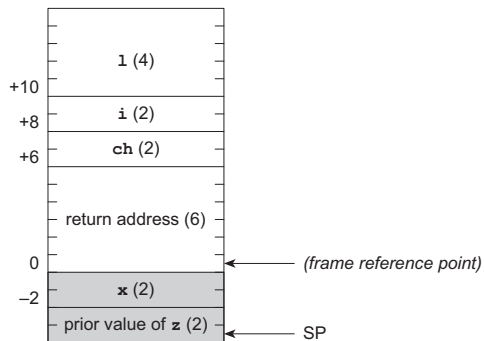 l (4)
+10
i (2)
+8
ch (2)
+6
return address (6)
0
(frame reference point)
x (2)
–2
prior value of z (2)
SP